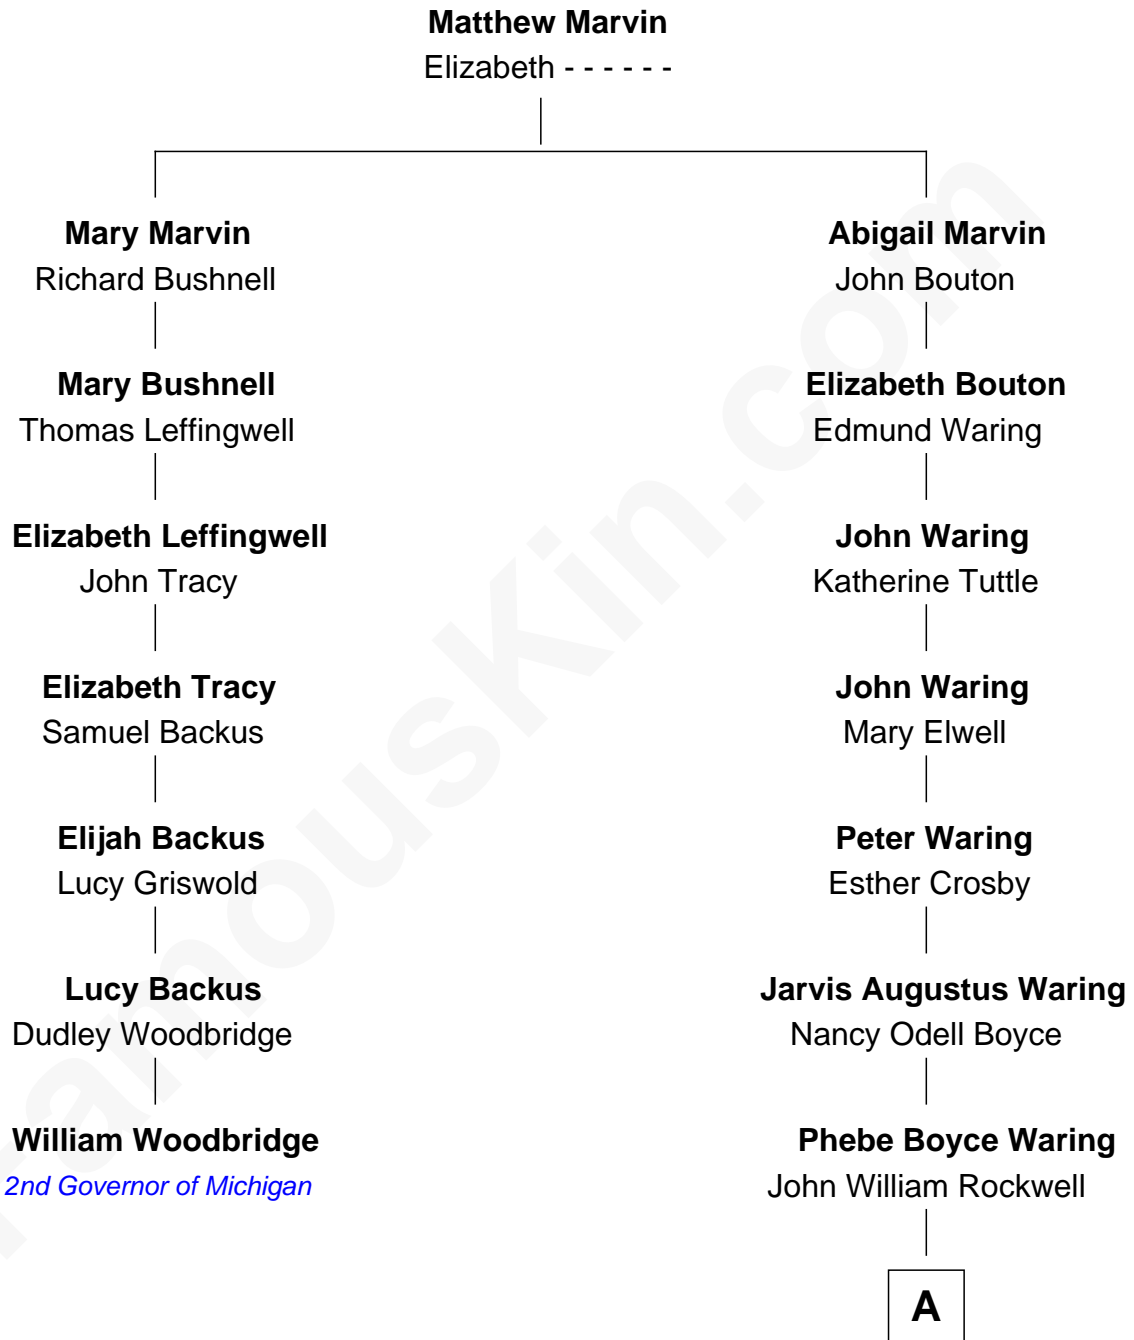 Matthew Marvin
Elizabeth - - - - - -
Mary Marvin
Richard Bushnell
Mary Bushnell
Thomas Leffingwell
Elizabeth Leffingwell
John Tracy
Elizabeth Tracy
Samuel Backus
Elijah Backus
Lucy Griswold
Lucy Backus
Dudley Woodbridge
William Woodbridge
2nd Governor of Michigan
Abigail Marvin
John Bouton
Elizabeth Bouton
Edmund Waring
John Waring
Katherine Tuttle
John Waring
Mary Elwell
Peter Waring
Esther Crosby
Jarvis Augustus Waring
Nancy Odell Boyce
Phebe Boyce Waring
John William Rockwell
A
FamousKin.com